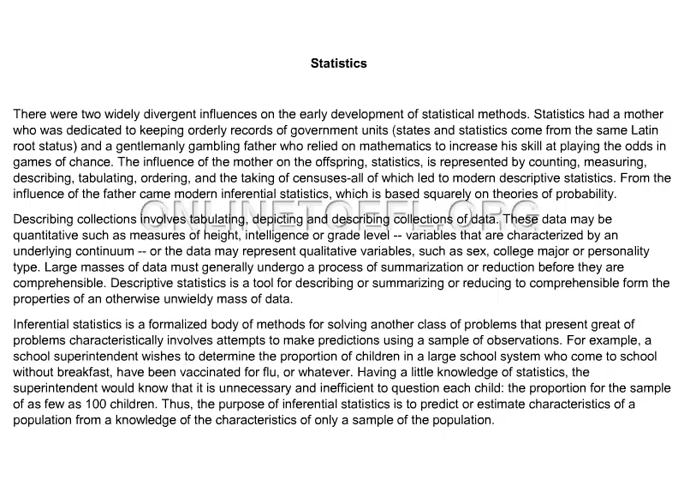 Statistics
There were two widely divergent influences on the early development of statistical methods. Statistics had a mother
who was dedicated to keeping orderly records of government units (states and statistics come from the same Latin
root status) and a gentlemanly gambling father who relied on mathematics to increase his skill at playing the odds in
games of chance. The influence of the mother on the offspring, statistics, is represented by counting, measuring,
describing, tabulating, ordering, and the taking of censuses-all of which led to modern descriptive statistics. From the
influence of the father came modern inferential statistics, which is based squarely on theories of probability.
ONLINETOEFL.ORG
Describing collections involves tabulating, depicting and describing collections of data. These data may be
quantitative such as measures of height, intelligence or grade level -- variables that are characterized by an
underlying continuum -- or the data may represent qualitative variables, such as sex, college major or personality
type. Large masses of data must generally undergo a process of summarization or reduction before they are
comprehensible. Descriptive statistics is a tool for describing or summarizing or reducing to comprehensible form the
properties of an otherwise unwieldy mass of data.
Inferential statistics is a formalized body of methods for solving another class of problems that present great of
problems characteristically involves attempts to make predictions using a sample of observations. For example, a
school superintendent wishes to determine the proportion of children in a large school system who come to school
without breakfast, have been vaccinated for flu, or whatever. Having a little knowledge of statistics, the
superintendent would know that it is unnecessary and inefficient to question each child: the proportion for the sample
of as few as 100 children. Thus, the purpose of inferential statistics is to predict or estimate characteristics of a
population from a knowledge of the characteristics of only a sample of the population.